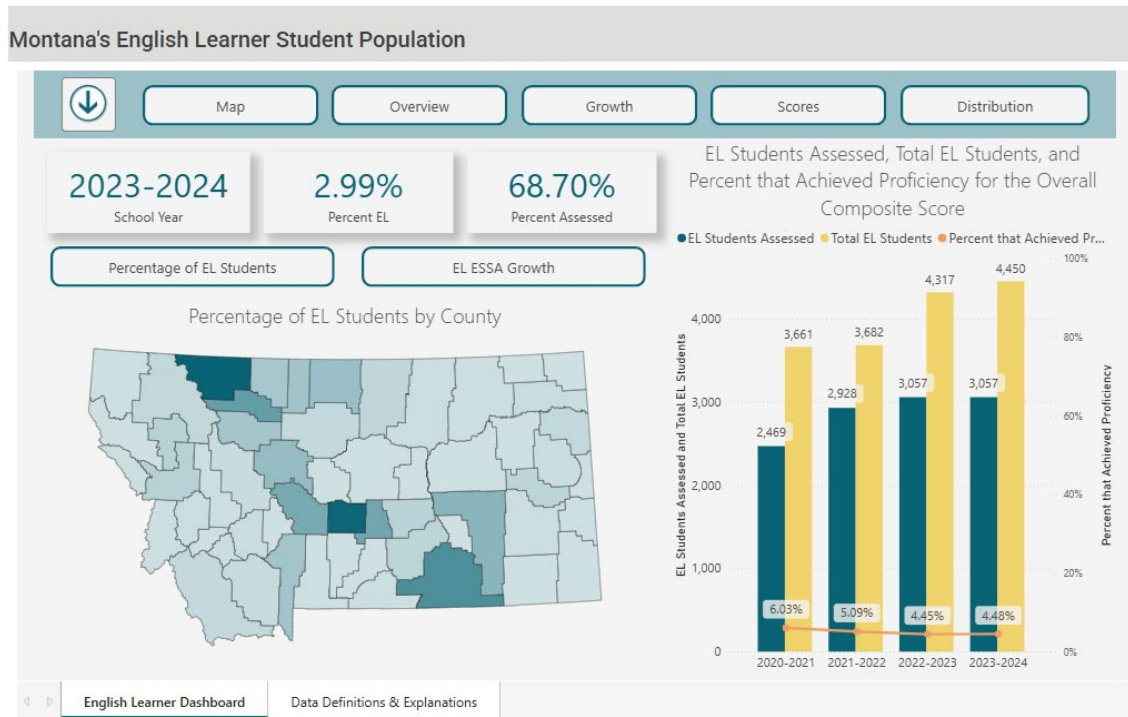 Montana's English Learner Student Population
Map
Overview
Growth
Scores
Distribution
2023-2024
School Year
2.99%
Percent EL
68.70%
Percent Assessed
Percentage of EL Students
EL ESSA Growth
Percentage of EL Students by County
EL Students Assessed, Total EL Students, and
Percent that Achieved Proficiency for the Overall
Composite Score
EL Students Assessed
Total EL Students
Percent that Achieved Pr...
EL Students Assessed and Total EL Students
4,000
3,000
2,000
1,000
0
2,469
3,661
2,928
3,682
3,057
4,317
3,057
4,450
6.03%
5.09%
4.45%
4.48%
2020-2021
2021-2022
2022-2023
2023-2024
100%
80%
60%
40%
20%
0%
Percent that Achieved Proficiency
English Learner Dashboard
Data Definitions & Explanations